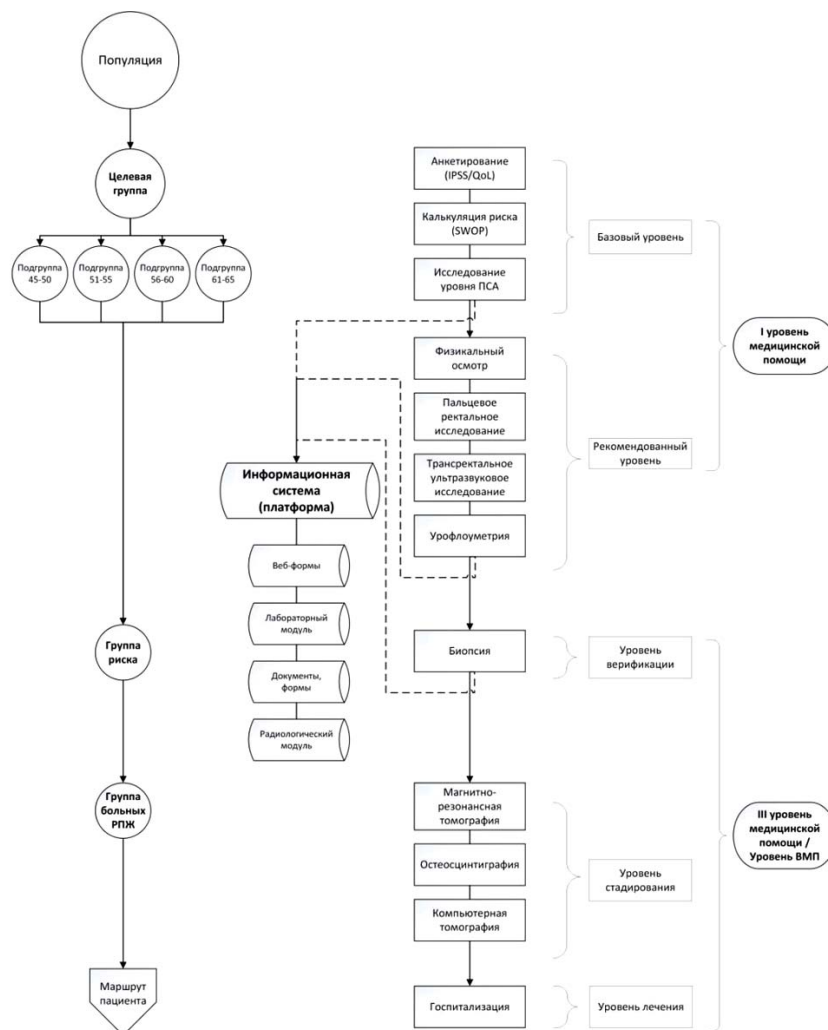 Популяция
Целевая
группа
Подгруппа
45-50
Подгруппа
51-55
Подгруппа
56-60
Подгруппа
61-65
Группа
риска
Группа
больных
РПЖ
Маршрут
пациента
Информационная
система
(платформа)
Веб-формы
Лабораторный
модуль
Документы,
формы
Радиологический
модуль
Анкетирование
(IPSS/QoL)
Калькуляция риска
(SWOP)
Исследование
уровня ПСА
Физикальный
осмотр
Пальцевое
ректальное
исследование
Трансректальное
ультразвуковое
исследование
Урофлоуметрия
Биопсия
Магнитно-
резонансная
томография
Остеосцинтиграфия
Компьютерная
томография
Госпитализация
Базовый уровень
Рекомендованный
уровень
Уровень
верификации
Уровень
стадирования
Уровень лечения
I уровень
медицинской
помощи
III уровень
медицинской
помощи /
Уровень ВМП